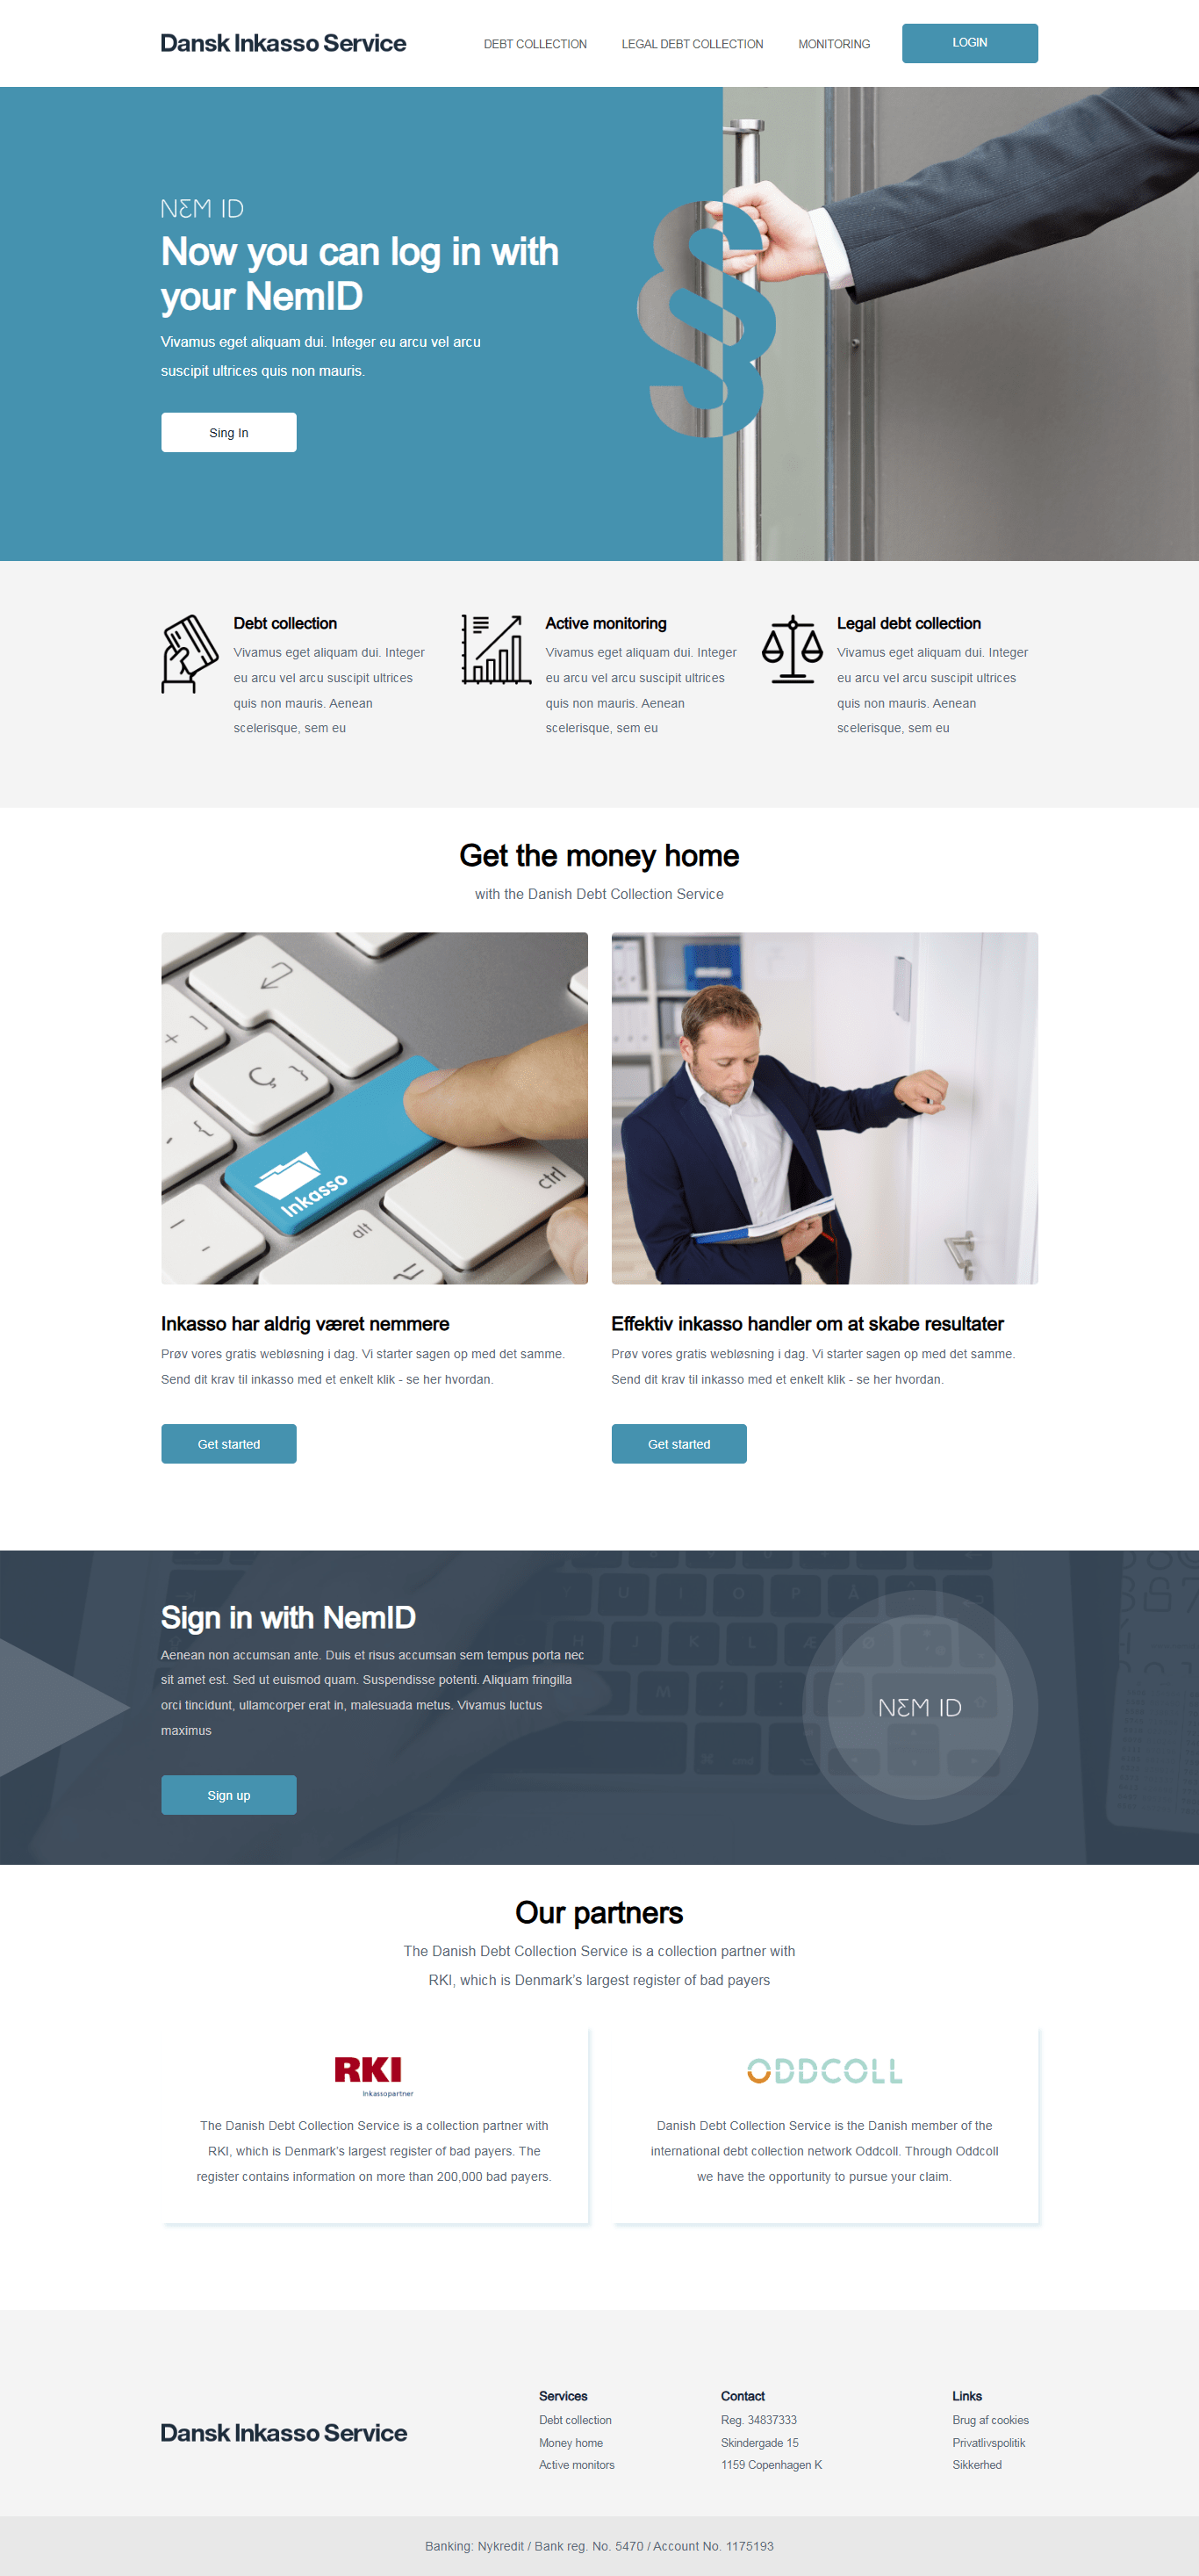 Dansk Inkasso Service
DEBT COLLECTION
LEGAL DEBT COLLECTION
MONITORING
LOGIN
NEM ID
Now you can log in with
your NemID
Vivamus eget aliquam dui. Integer eu arcu vel arcu
suscipit ultrices quis non mauris.
Sing In
§
Debt collection
Vivamus eget aliquam dui. Integer
eu arcu vel arcu suscipit ultrices
quis non mauris. Aenean
scelerisque, sem eu
Active monitoring
Vivamus eget aliquam dui. Integer
eu arcu vel arcu suscipit ultrices
quis non mauris. Aenean
scelerisque, sem eu
Legal debt collection
Vivamus eget aliquam dui. Integer
eu arcu vel arcu suscipit ultrices
quis non mauris. Aenean
scelerisque, sem eu
Get the money home
with the Danish Debt Collection Service
Ç
Inkasso
ctrl
alt
Inkasso har aldrig været nemmere
Prøv vores gratis webløsning i dag. Vi starter sagen op med det samme.
Send dit krav til inkasso med et enkelt klik - se her hvordan.
Get started
Effektiv inkasso handler om at skabe resultater
Prøv vores gratis webløsning i dag. Vi starter sagen op med det samme.
Send dit krav til inkasso med et enkelt klik - se her hvordan.
Get started
Sign in with NemID
Aenean non accumsan ante. Duis et risus accumsan sem tempus porta nec
sit amet est. Sed ut euismod quam. Suspendisse potenti. Aliquam fringilla
orci tincidunt, ullamcorper erat in, malesuada metus. Vivamus luctus
maximus
Sign up
Y U I O P Å
H J K L Æ Ø
M
NEM ID
Our partners
The Danish Debt Collection Service is a collection partner with
RKI, which is Denmark's largest register of bad payers
RKI
Inkassopartner
The Danish Debt Collection Service is a collection partner with
RKI, which is Denmark's largest register of bad payers. The
register contains information on more than 200,000 bad payers.
ODDCOLL
Danish Debt Collection Service is the Danish member of the
international debt collection network Oddcoll. Through Oddcoll
we have the opportunity to pursue your claim.
Dansk Inkasso Service
Services
Debt collection
Money home
Active monitors
Contact
Reg. 34837333
Skindergade 15
1159 Copenhagen K
Links
Brug af cookies
Privatlivspolitik
Sikkerhed
Banking: Nykredit / Bank reg. No. 5470 / Account No. 1175193